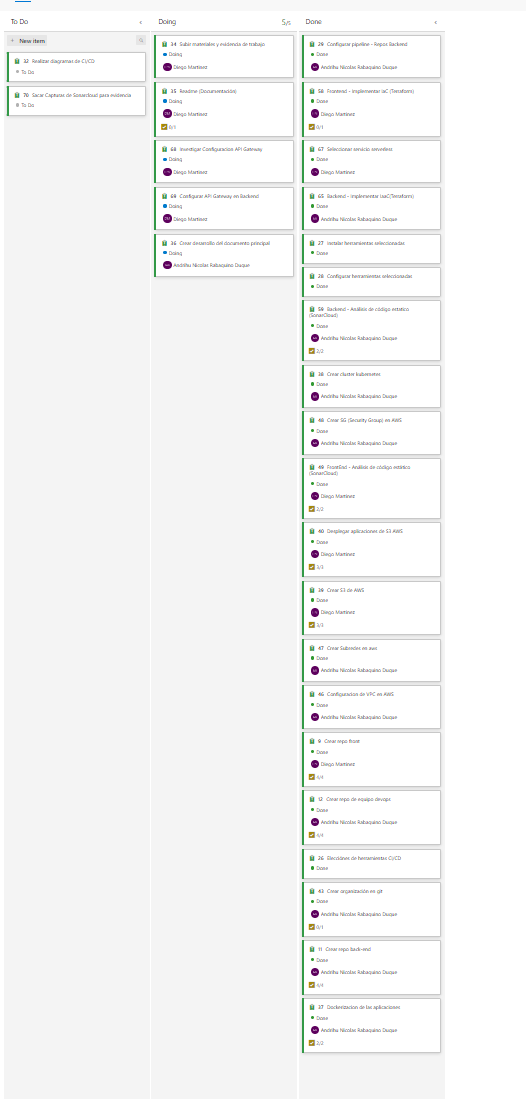 To Do
New item
32 Realizar diagramas de CI/CD
To Do
70 Sacar Capturas de Sonarcloud para evidencia
To Do
Doing
5/5
34 Subir materiales y evidencia de trabajo
Doing
Diego Martinez
35 Readme (Documentación)
Doing
Diego Martinez
0/1
68 Investigar Configuracion API Gateway
Doing
Diego Martinez
69 Configurar API Gateway en Backend
Doing
Diego Martinez
36 Crear desarrollo del documento principal
Doing
Andrihu Nicolas Rabaquino Duque
Done
29 Configurar pipeline - Repos Backend
Done
Andrihu Nicolas Rabaquino Duque
58 Frontend - Implementar IaC (Terraform)
Done
Diego Martinez
0/1
67 Seleccionar servicio serverless
Done
Diego Martinez
65 Backend - Implementar IaaC(Terraform)
Done
Andrihu Nicolas Rabaquino Duque
27 Instalar herramientas seleccionadas
Done
28 Configurar herramientas seleccionadas
Done
59 Backend - Análisis de código estático
(SonarCloud)
Done
Andrihu Nicolas Rabaquino Duque
2/2
38 Crear cluster kubernetes
Done
Andrihu Nicolas Rabaquino Duque
48 Crear SG (Security Group) en AWS
Done
Andrihu Nicolas Rabaquino Duque
49 FrontEnd - Análisis de código estático
(SonarCloud)
Done
Diego Martinez
2/2
40 Desplegar aplicaciones de S3 AWS
Done
Diego Martinez
3/3
39 Crear S3 de AWS
Done
Diego Martinez
3/3
47 Crear Subredes en aws
Done
Andrihu Nicolas Rabaquino Duque
46 Configuracion de VPC en AWS
Done
Andrihu Nicolas Rabaquino Duque
9 Crear repo front
Done
Diego Martinez
4/4
12 Crear repo de equipo devops
Done
Andrihu Nicolas Rabaquino Duque
4/4
26 Elecciónes de herramientas CI/CD
Done
43 Crear organización en git
Done
Andrihu Nicolas Rabaquino Duque
0/1
11 Crear repo back-end
Done
Andrihu Nicolas Rabaquino Duque
4/4
37 Dockerizacion de las aplicaciones
Done
Andrihu Nicolas Rabaquino Duque
2/2